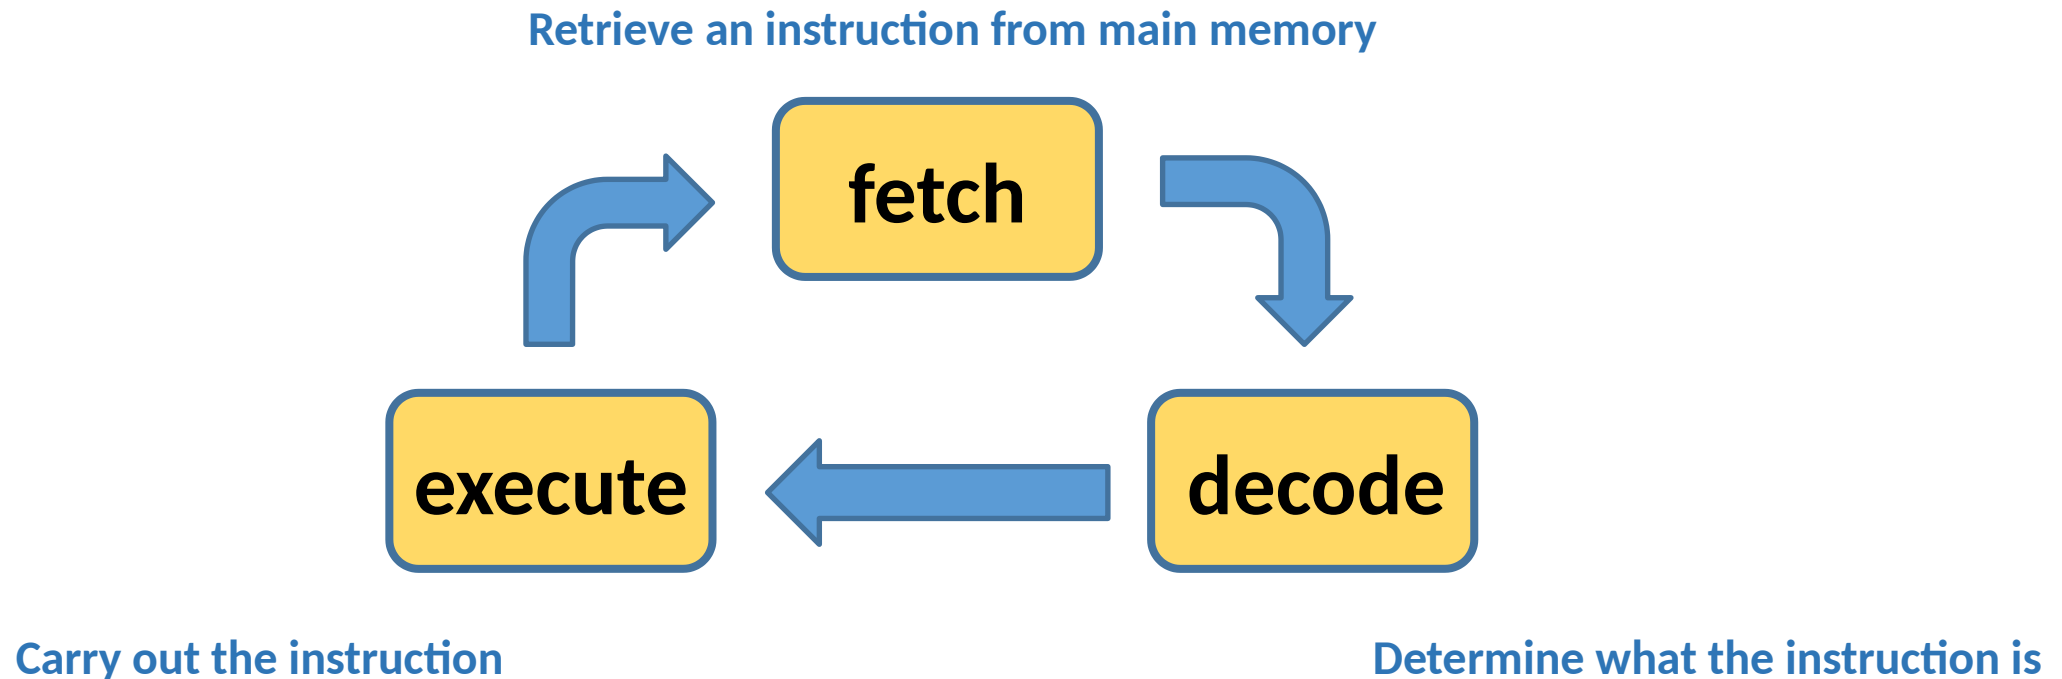 Retrieve an instruction from main memory
fetch
execute
decode
Carry out the instruction
Determine what the instruction is